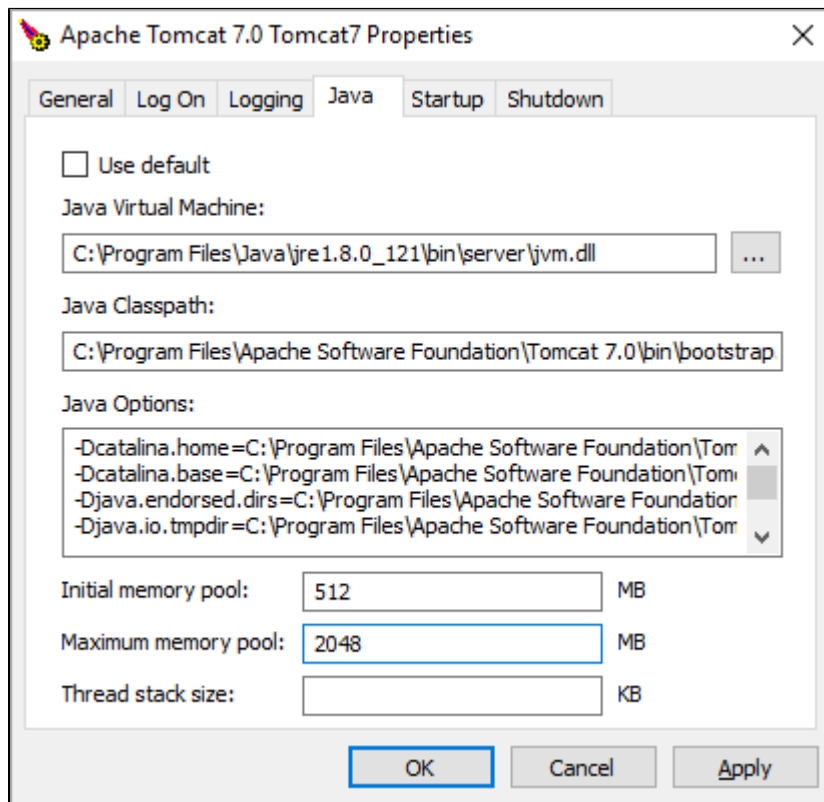 Apache Tomcat 7.0 Tomcat7 Properties
General Log On Logging Java Startup Shutdown
Use default
Java Virtual Machine:
C:\Program Files\Java\jre1.8.0_121\bin\server\jvm.dll
...
Java Classpath:
C:\Program Files\Apache Software Foundation\Tomcat 7.0\bin\bootstrap
Java Options:
-Dcatalina.home=C:\Program Files\Apache Software Foundation\Tom
-Dcatalina.base=C:\Program Files\Apache Software Foundation\Tom
-Djava.endorsed.dirs=C:\Program Files\Apache Software Foundation
-Djava.io.tmpdir=C:\Program Files\Apache Software Foundation\Tom
Initial memory pool: 512 MB
Maximum memory pool: 2048 MB
Thread stack size: KB
OK Cancel Apply